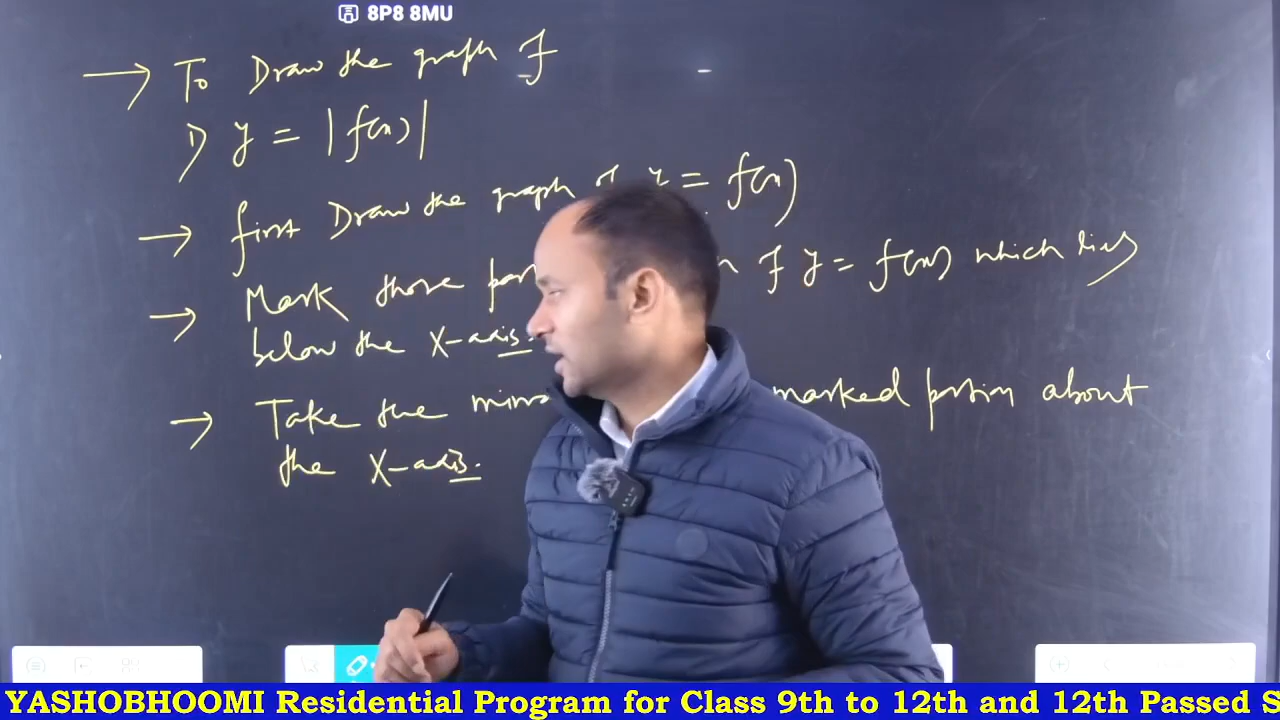 8P8 8MU
→ To Draw the graph of
1) y = |f(x)|
→ first Draw the graph of y = f(x)
→ Mark those of y = f(x) which lies
below the X-axis.
→ Take the marked portion about
the X-axis.
YASHOBHOOMI Residential Program for Class 9th to 12th and 12th Passed S